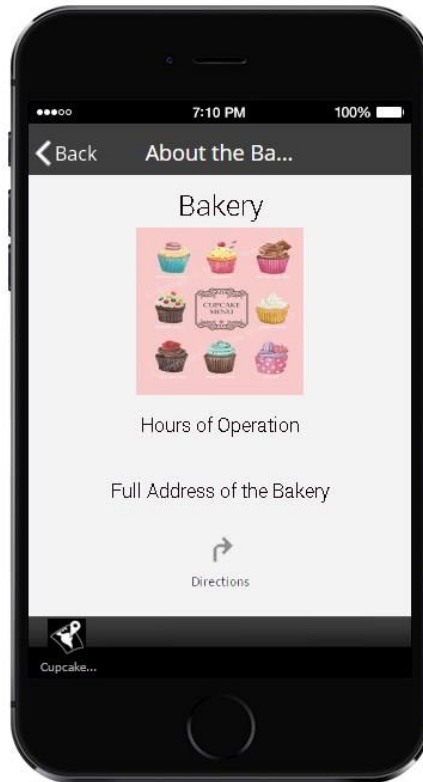 7:10 PM
100%
Back
About the Ba...
Bakery
CUPCAKE
MENU
Hours of Operation
Full Address of the Bakery
Directions
Cupcake...